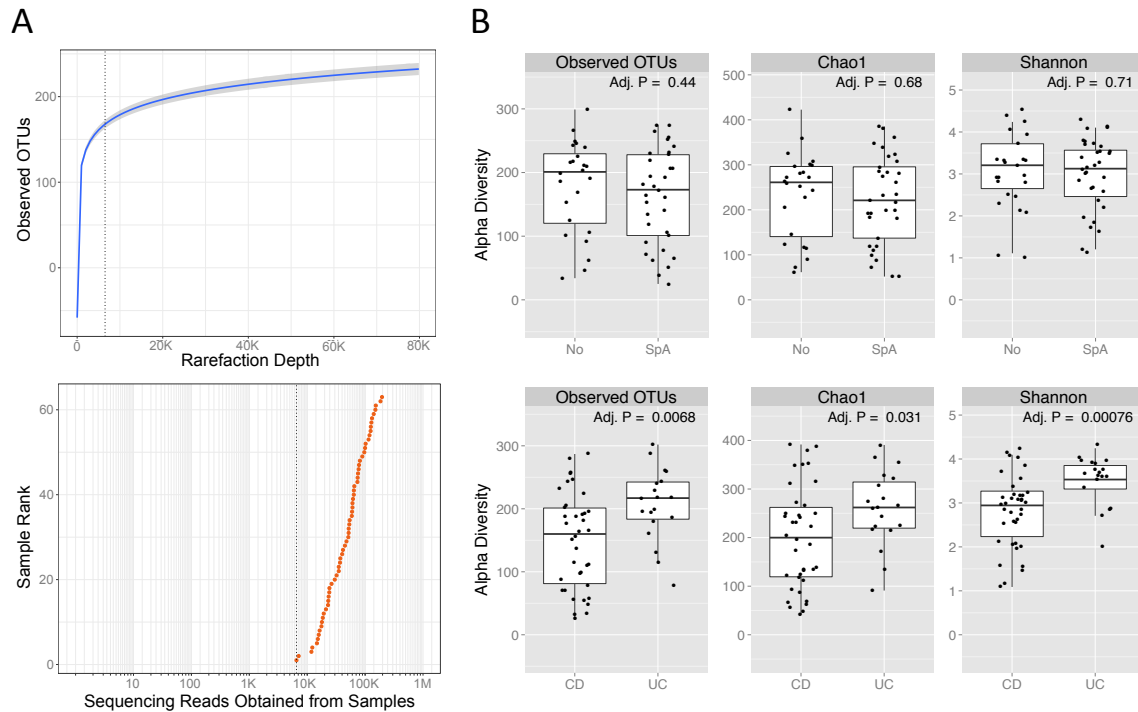 A
B
Observed OTUs
200
100
0
0
20K
40K
60K
80K
Rarefaction Depth
Sample Rank
60
40
20
0
10
100
1K
10K
100K
1M
Sequencing Reads Obtained from Samples
Observed OTUs
Chao1
Shannon
Adj. P = 0.44
Adj. P = 0.68
Adj. P = 0.71
Alpha Diversity
300
200
100
0
500
400
300
200
100
0
5
4
3
2
1
0
No
SpA
No
SpA
No
SpA
Observed OTUs
Chao1
Shannon
Adj. P = 0.0068
Adj. P = 0.031
Adj. P = 0.00076
Alpha Diversity
300
200
100
0
400
300
200
100
0
5
4
3
2
1
0
CD
UC
CD
UC
CD
UC